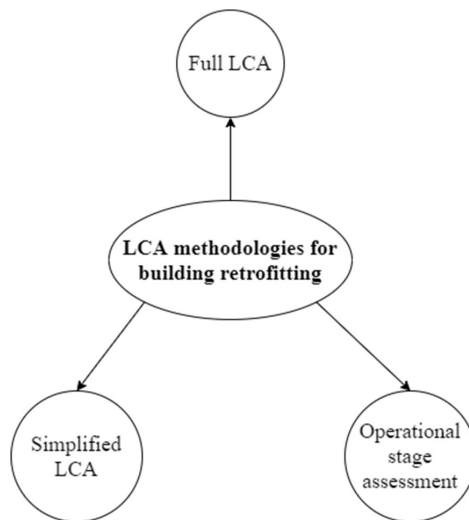 Full LCA
LCA methodologies for
building retrofitting
Simplified
LCA
Operational
stage
assessment